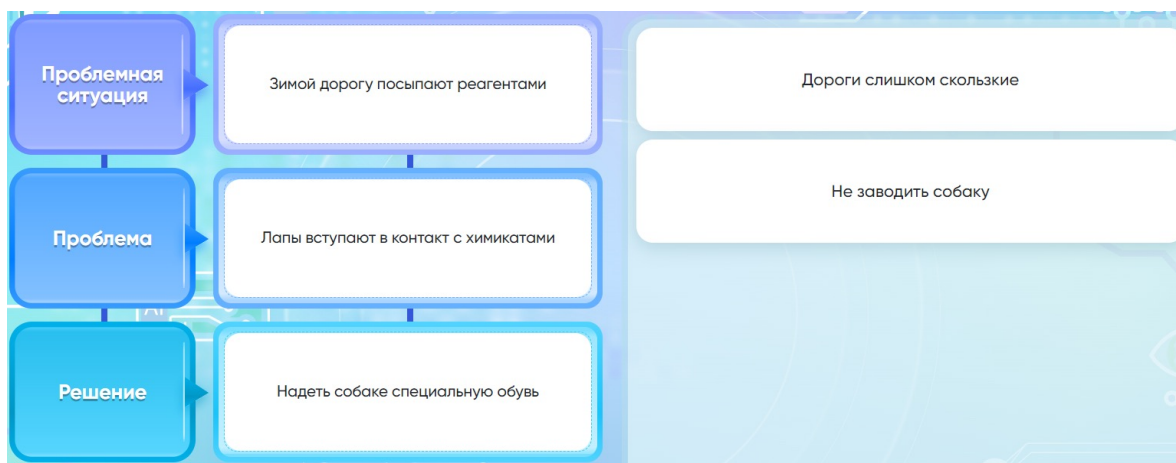 Проблемная
ситуация
Зимой дорогу посыпают реагентами
Дороги слишком скользкие
Проблема
Лапы вступают в контакт с химикатами
Не заводить собаку
Решение
Надеть собаке специальную обувь